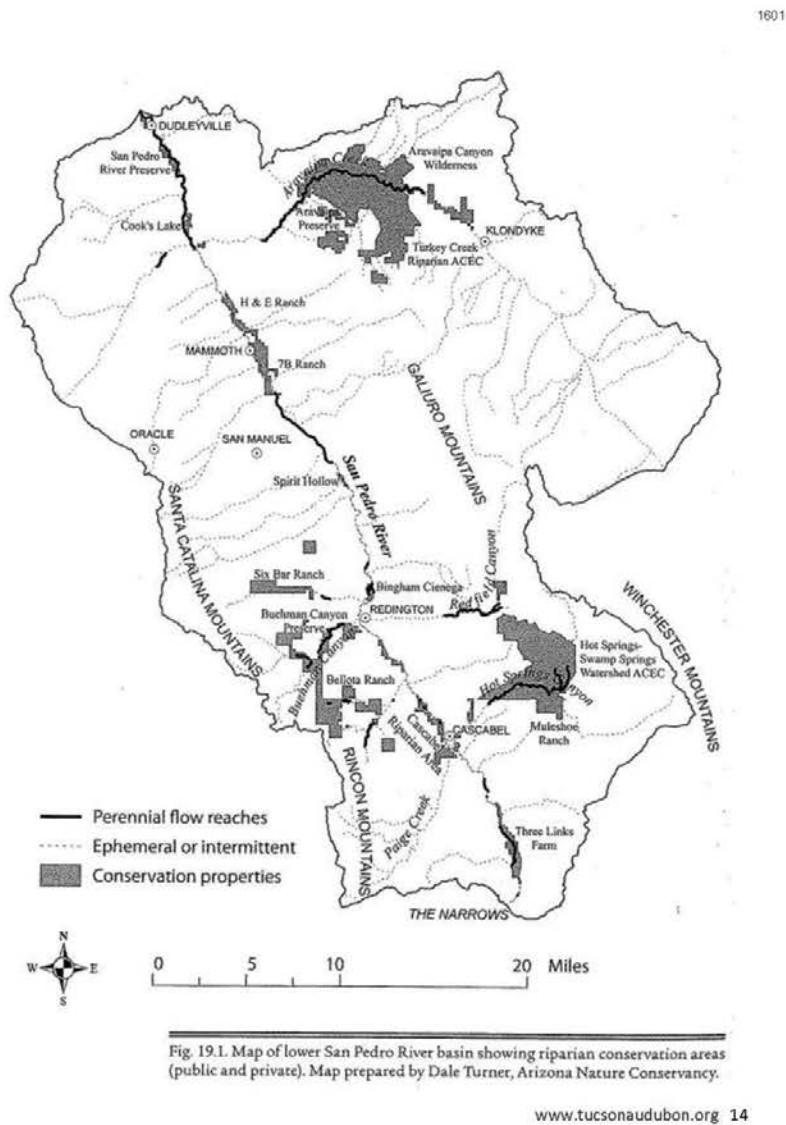 1601
DUDLEYVILLE
San Pedro
River Preserve
Cook's Lake
Aravaipa Canyon
Wilderness
Aravaipa
Preserve
KLONDYKE
Turkey Creek
Riparian ACEC
H & E Ranch
MAMMOTH
7B Ranch
GALIURO MOUNTAINS
ORACLE
SAN MANUEL
San Pedro River
Spirit Hollow
SANTA CATALINA MOUNTAINS
Six Bar Ranch
Bingham Cienega
Redfield Canyon
REDINGTON
WINCHESTER MOUNTAINS
Buehman Canyon
Preserve
Buehman Canyon
Hot Springs-
Swamp Springs
Watershed ACEC
Hot Springs Canyon
Bellota Ranch
Muleshoe
Ranch
Cascabel
Riparian Area
CASCABEL
RINCON MOUNTAINS
Paige Creek
Three Links
Farm
THE NARROWS
Perennial flow reaches
Ephemeral or intermittent
Conservation properties
N
W E
S
0 5 10 20 Miles
Fig. 19.1. Map of lower San Pedro River basin showing riparian conservation areas
(public and private). Map prepared by Dale Turner, Arizona Nature Conservancy.
www.tucsonaudubon.org 14